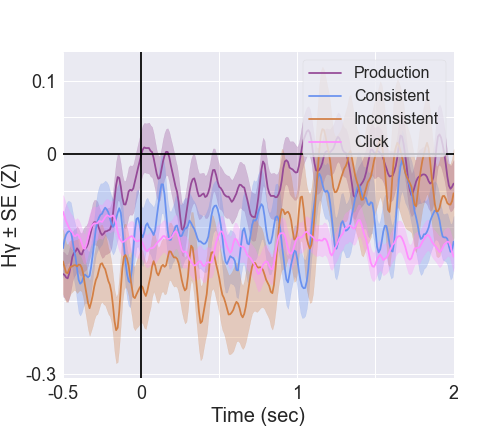 Production
Consistent
Inconsistent
Click
0.1
0
-0.3
Hγ ± SE (Z)
-0.5
0
1
2
Time (sec)